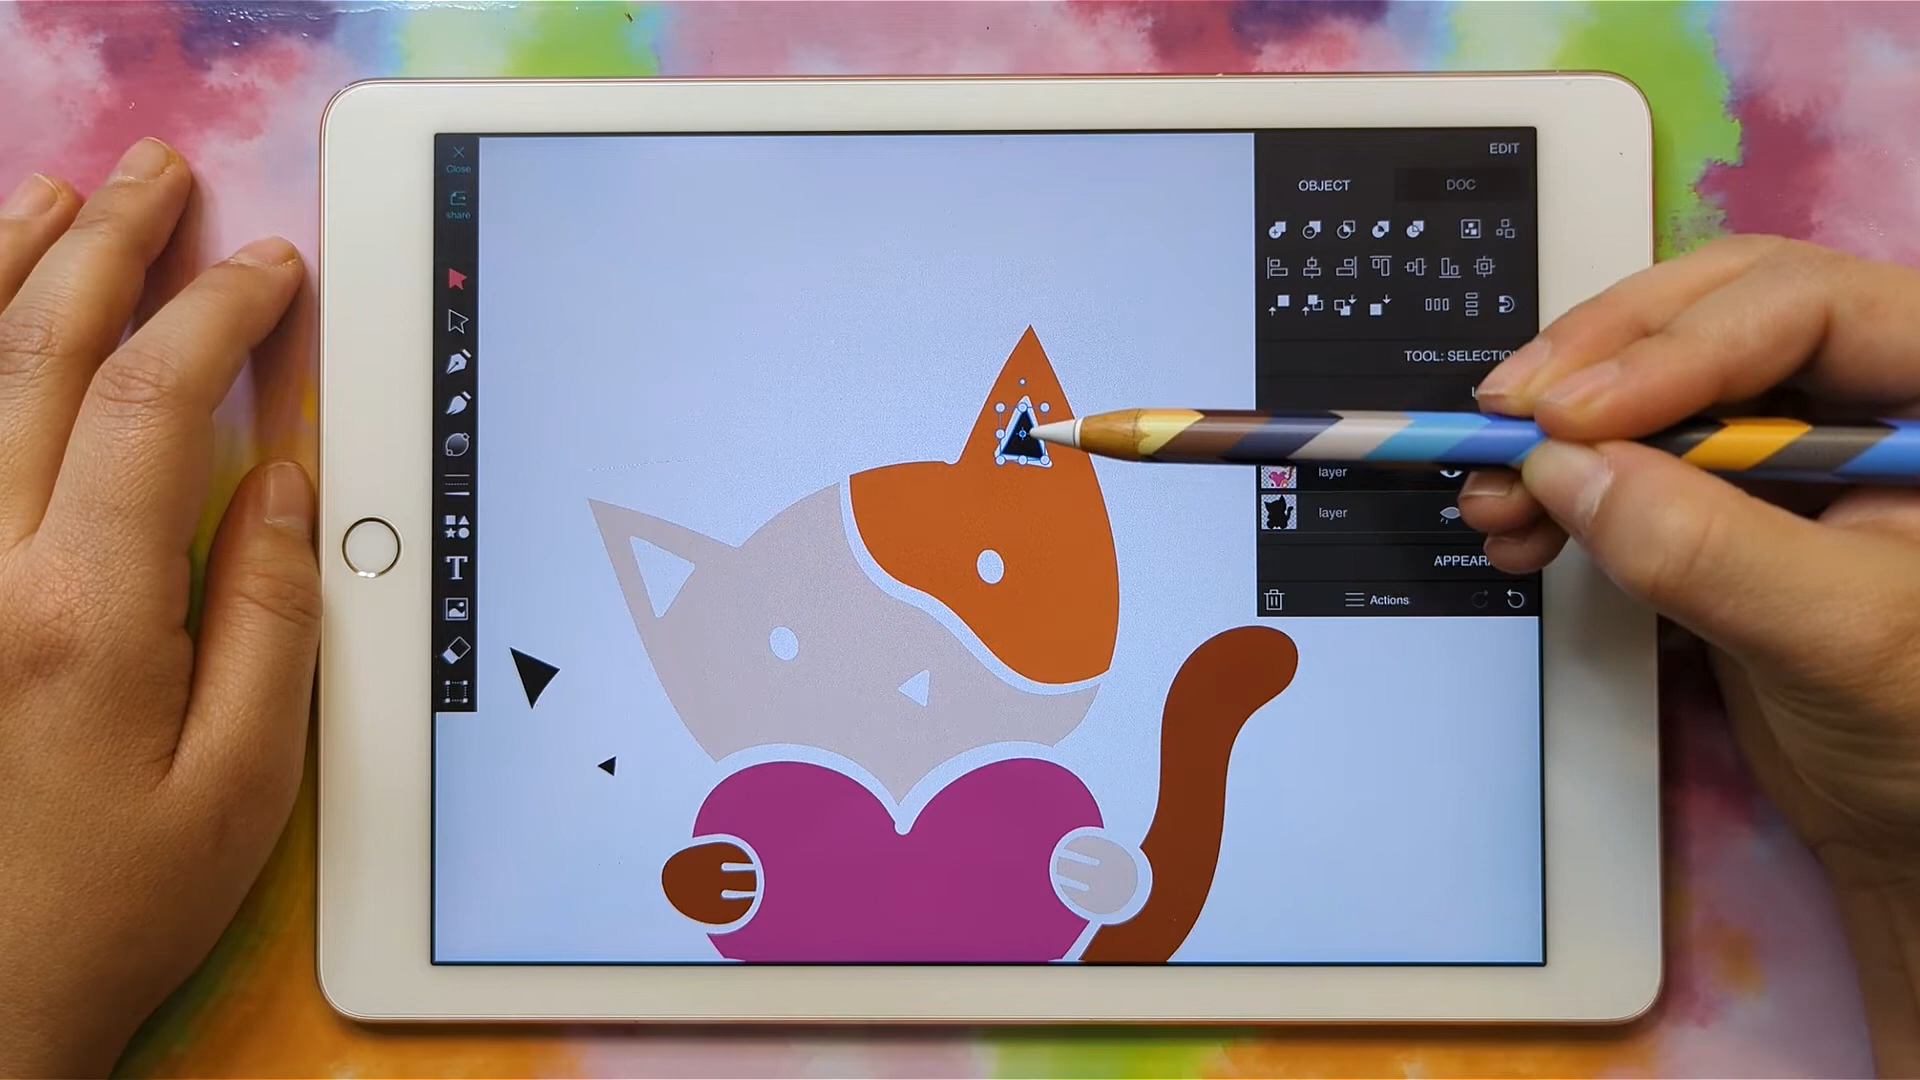 Close
share
T
EDIT
OBJECT DOC
TOOL: SELECTIO
layer
layer
APPEAR
Actions